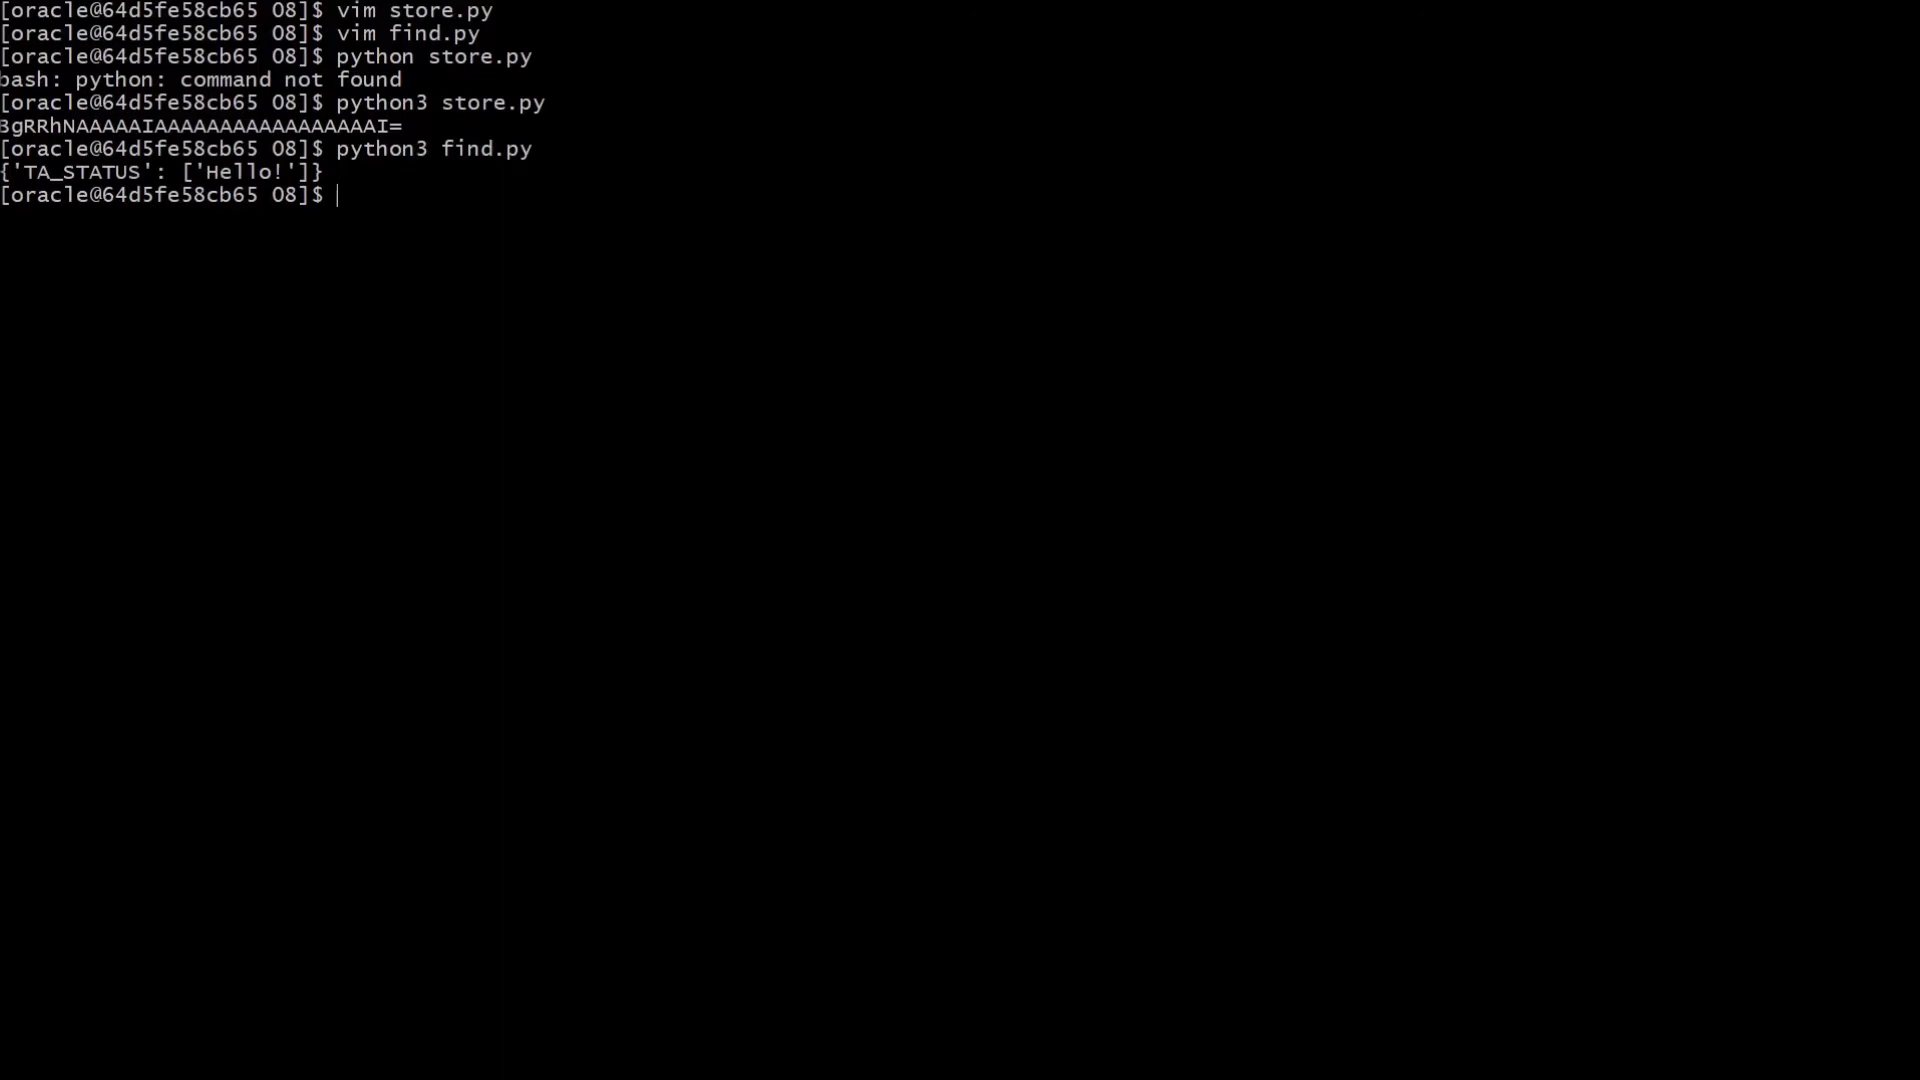 [oracle@64d5fe58cb65 08]$ vim store.py
[oracle@64d5fe58cb65 08]$ vim find.py
[oracle@64d5fe58cb65 08]$ python store.py
bash: python: command not found
[oracle@64d5fe58cb65 08]$ python3 store.py
BgRRhNAAAAAIAAAAAAAAAAAAAAAAAI=
[oracle@64d5fe58cb65 08]$ python3 find.py
{'TA_STATUS': ['Hello!']}
[oracle@64d5fe58cb65 08]$